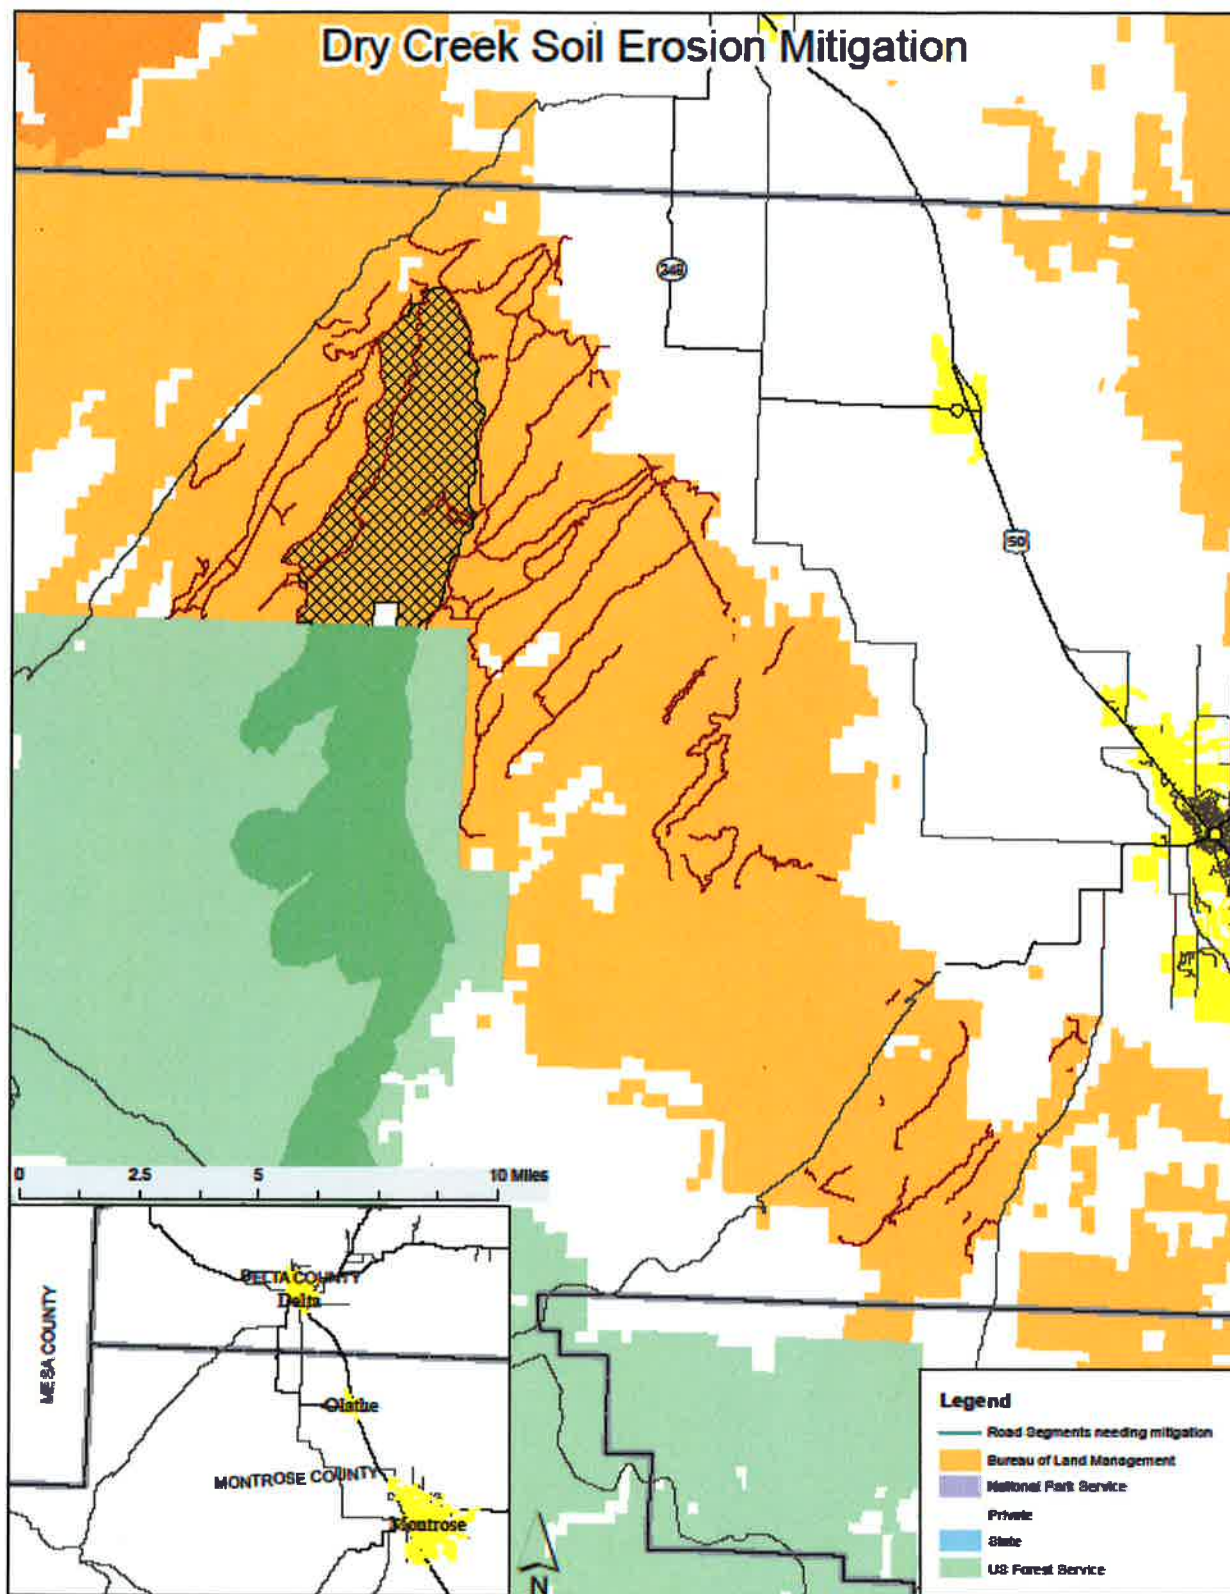 Dry Creek Soil Erosion Mitigation
348
50
0 2.5 5 10 Miles
DELTA COUNTY
Delta
MESA COUNTY
Olathe
MONTROSE COUNTY
Montrose
N
Legend
Road Segments needing mitigation
Bureau of Land Management
National Park Service
Private
State
US Forest Service